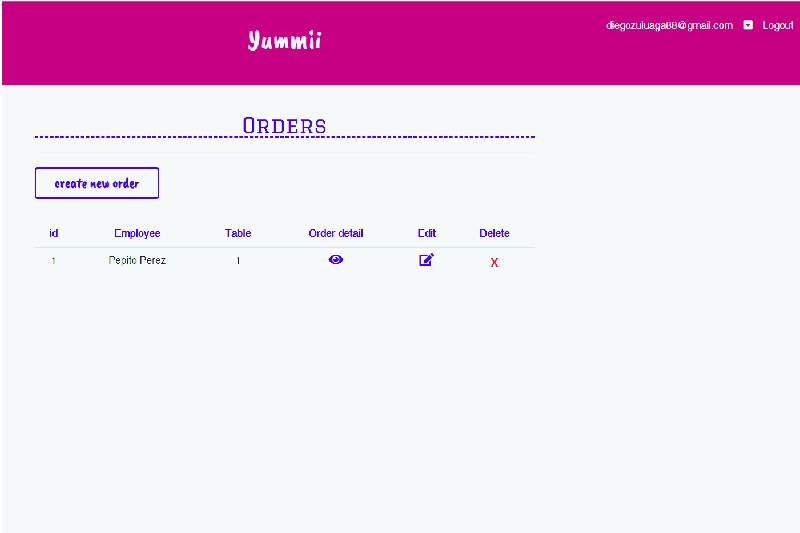 Yummii
diegozuluaga88@gmail.com Logout
Orders
create new order
id Employee Table Order detail Edit Delete
1 Pepito Perez 1 X